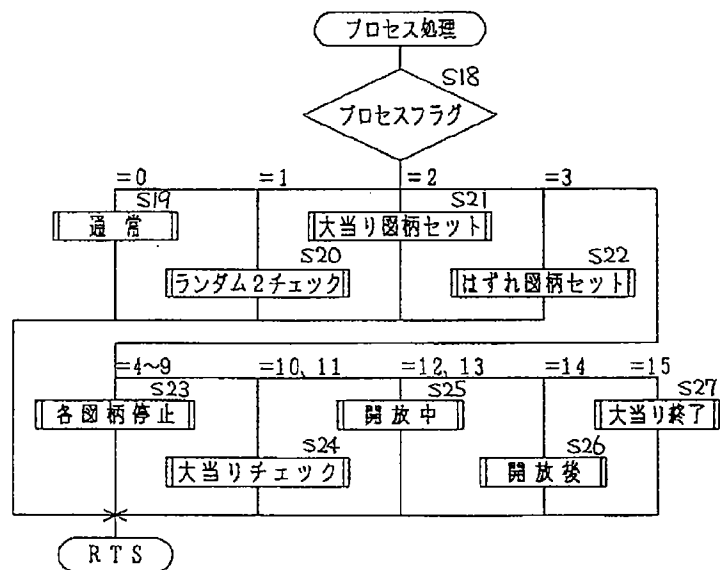 プロセス処理
S18
プロセスフラグ
=0
=1
=2
=3
S19
通常
S21
大当り図柄セット
S20
ランダム2チェック
S22
はずれ図柄セット
=4~9
=10, 11
=12, 13
=14
=15
S23
各図柄停止
S25
開放中
S27
大当り終了
S24
大当りチェック
S26
開放後
RTS